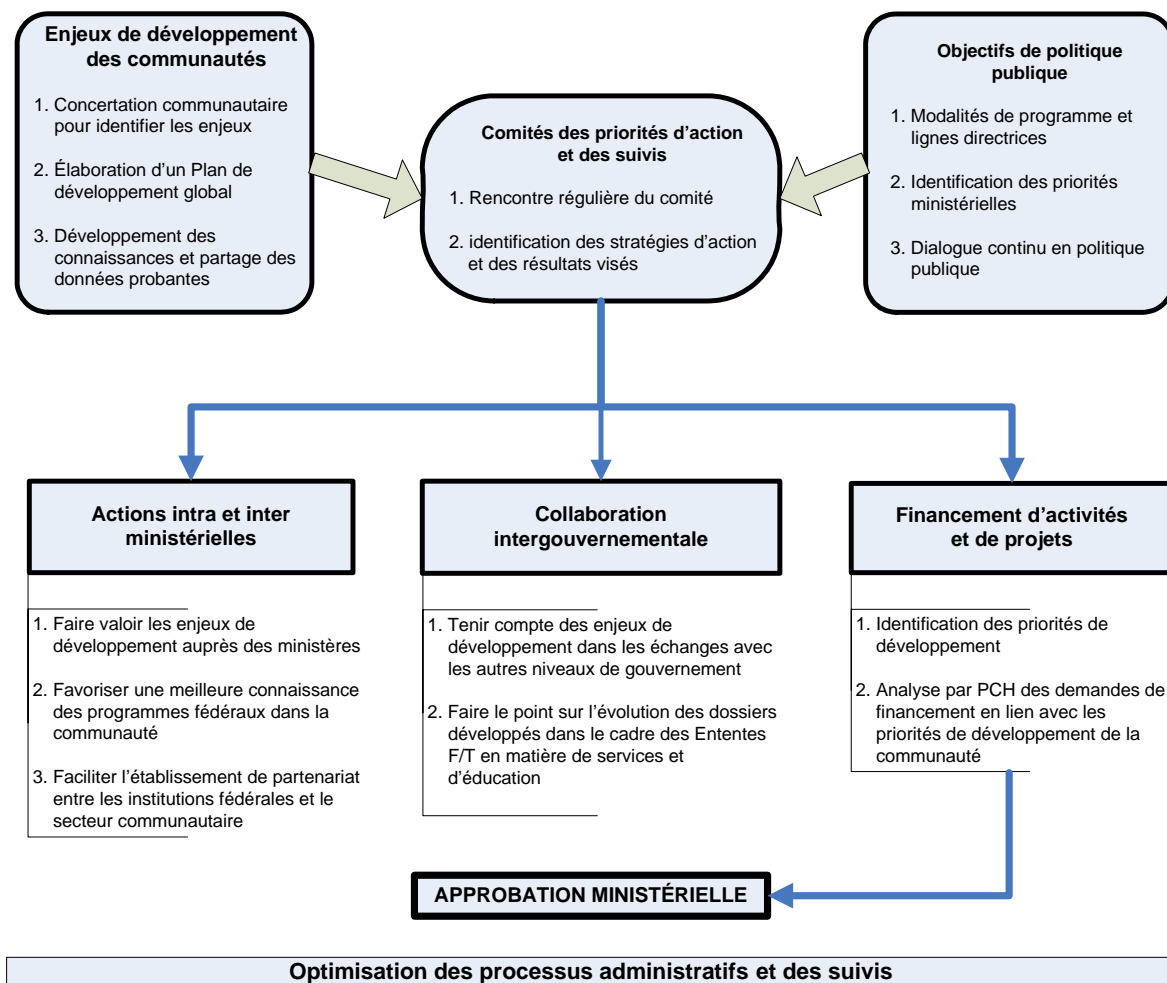 Enjeux de développement
des communautés
1. Concertation communautaire
pour identifier les enjeux
2. Élaboration d'un Plan de
développement global
3. Développement des
connaissances et partage des
données probantes
Comités des priorités d'action
et des suivis
1. Rencontre régulière du comité
2. identification des stratégies d'action
et des résultats visés
Objectifs de politique
publique
1. Modalités de programme et
lignes directrices
2. Identification des priorités
ministérielles
3. Dialogue continu en politique
publique
Actions intra et inter
ministérielles
1. Faire valoir les enjeux de
développement auprès des ministères
2. Favoriser une meilleure connaissance
des programmes fédéraux dans la
communauté
3. Faciliter l'établissement de partenariat
entre les institutions fédérales et le
secteur communautaire
Collaboration
intergouvernementale
1. Tenir compte des enjeux de
développement dans les échanges avec
les autres niveaux de gouvernement
2. Faire le point sur l'évolution des dossiers
développés dans le cadre des Ententes
F/T en matière de services et
d'éducation
Financement d'activités
et de projets
1. Identification des priorités de
développement
2. Analyse par PCH des demandes de
financement en lien avec les
priorités de développement de la
communauté
APPROBATION MINISTÉRIELLE
Optimisation des processus administratifs et des suivis